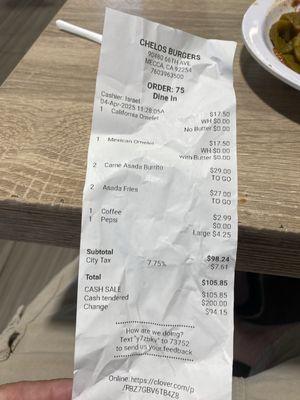 CHELOS BURGERS
90480 66TH AVE
MECCA, CA 92254
7603963500
ORDER: 75
Dine In
Cashier: Israel
04-Apr-2025 11:28:05A
1 California Omelet $17.50
WH $0.00
No Butter $0.00
1 Mexican Omelet $17.50
WH $0.00
with Butter $0.00
2 Carne Asada Burrito $29.00
TO GO
2 Asada Fries $27.00
TO GO
1 Coffee $2.99
1 Pepsi $0.00
Large $4.25
Subtotal $98.24
City Tax 7.75% $7.61
Total $105.85
CASH SALE $105.85
Cash tendered $200.00
Change $94.15
How are we doing?
Text "y7zbkv" to 73752
to send us your feedback
Online: https://clover.com/p
/RBZ7GBV6TB4Z8